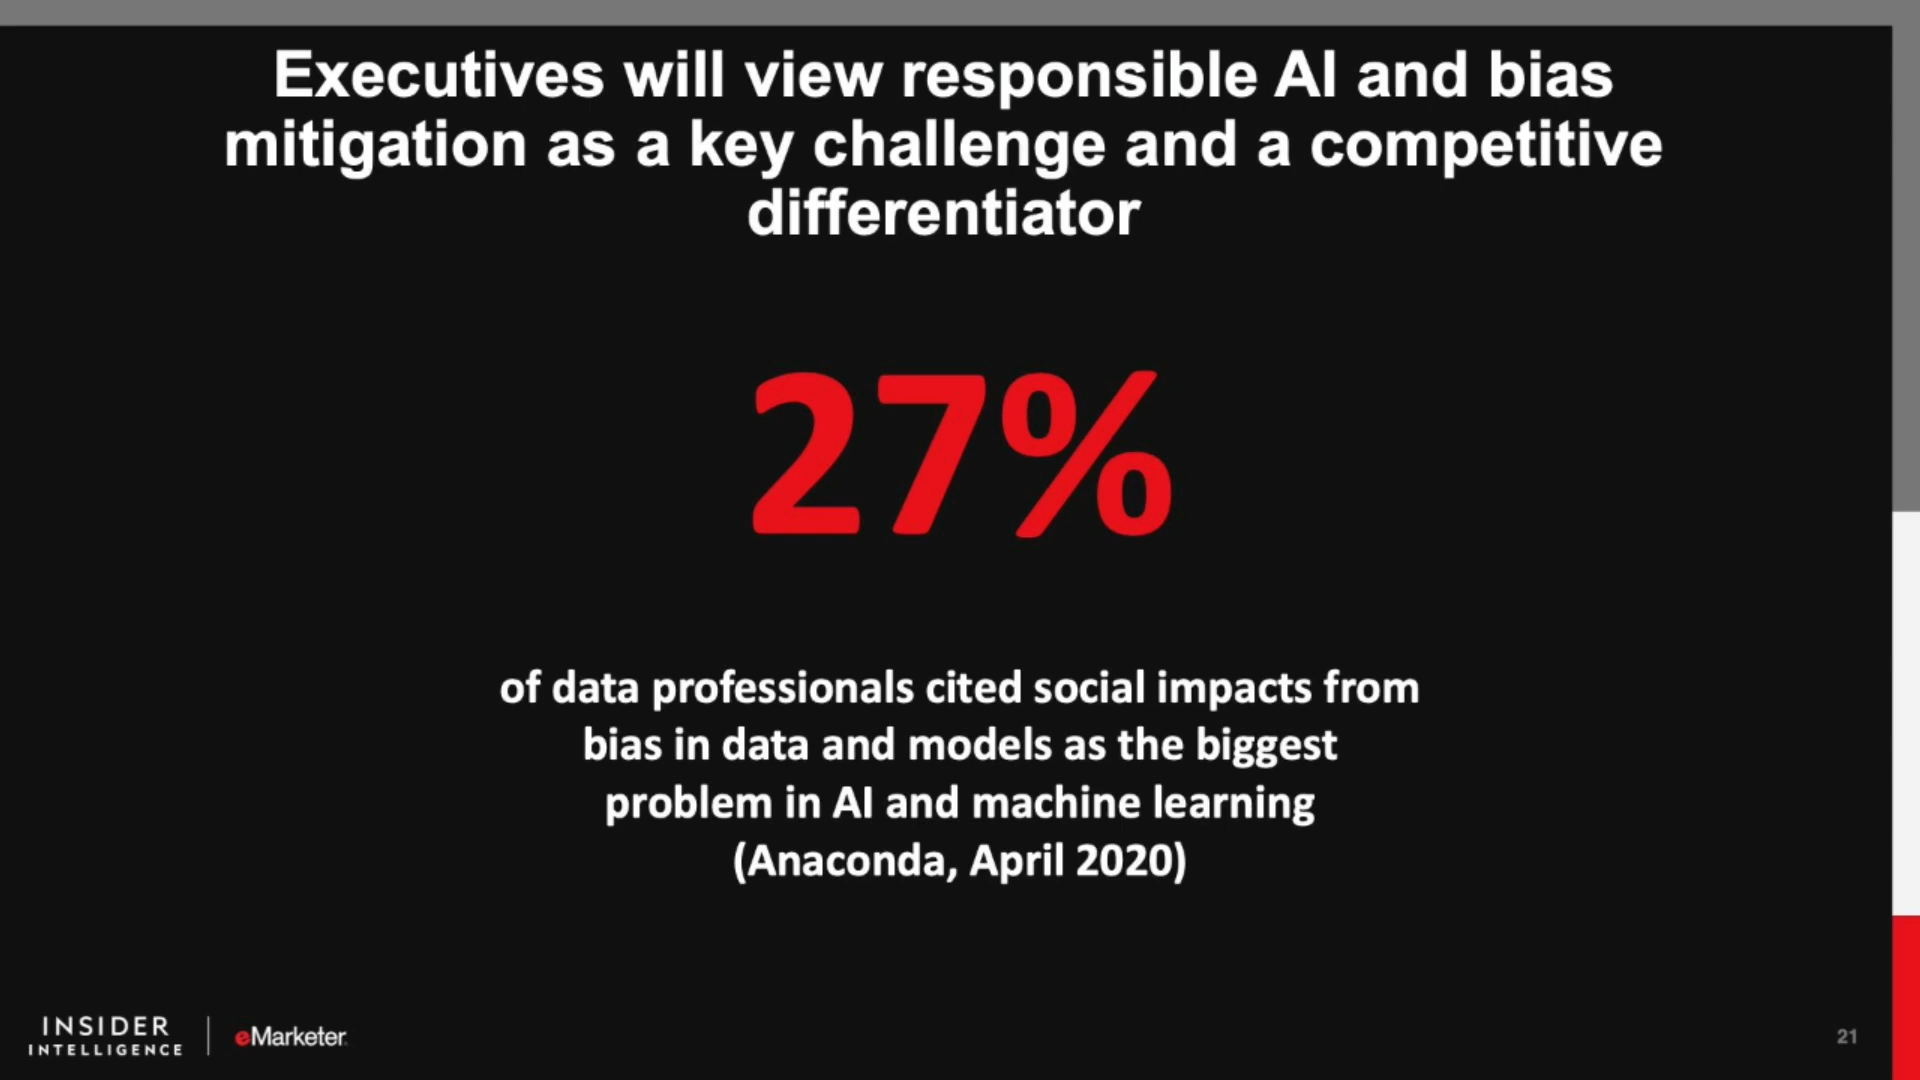 Executives will view responsible AI and bias
mitigation as a key challenge and a competitive
differentiator
27%
of data professionals cited social impacts from
bias in data and models as the biggest
problem in AI and machine learning
(Anaconda, April 2020)
INSIDER
INTELLIGENCE
eMarketer
21